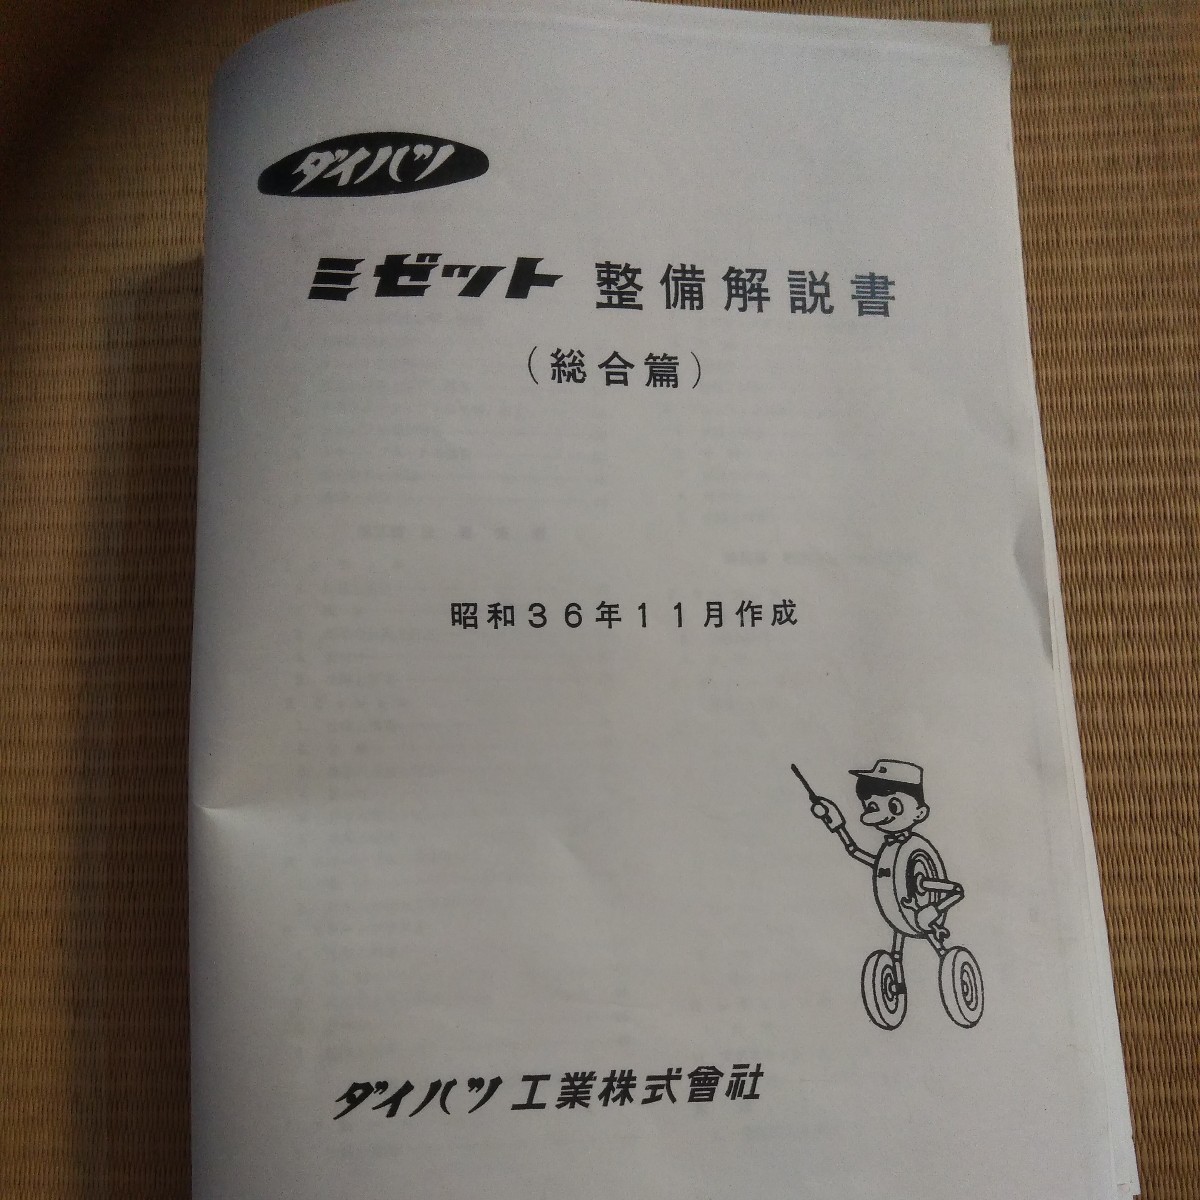 ダイハツ
ミゼット 整備解説書
（総合篇）
昭和３６年１１月作成
ダイハツ工業株式會社